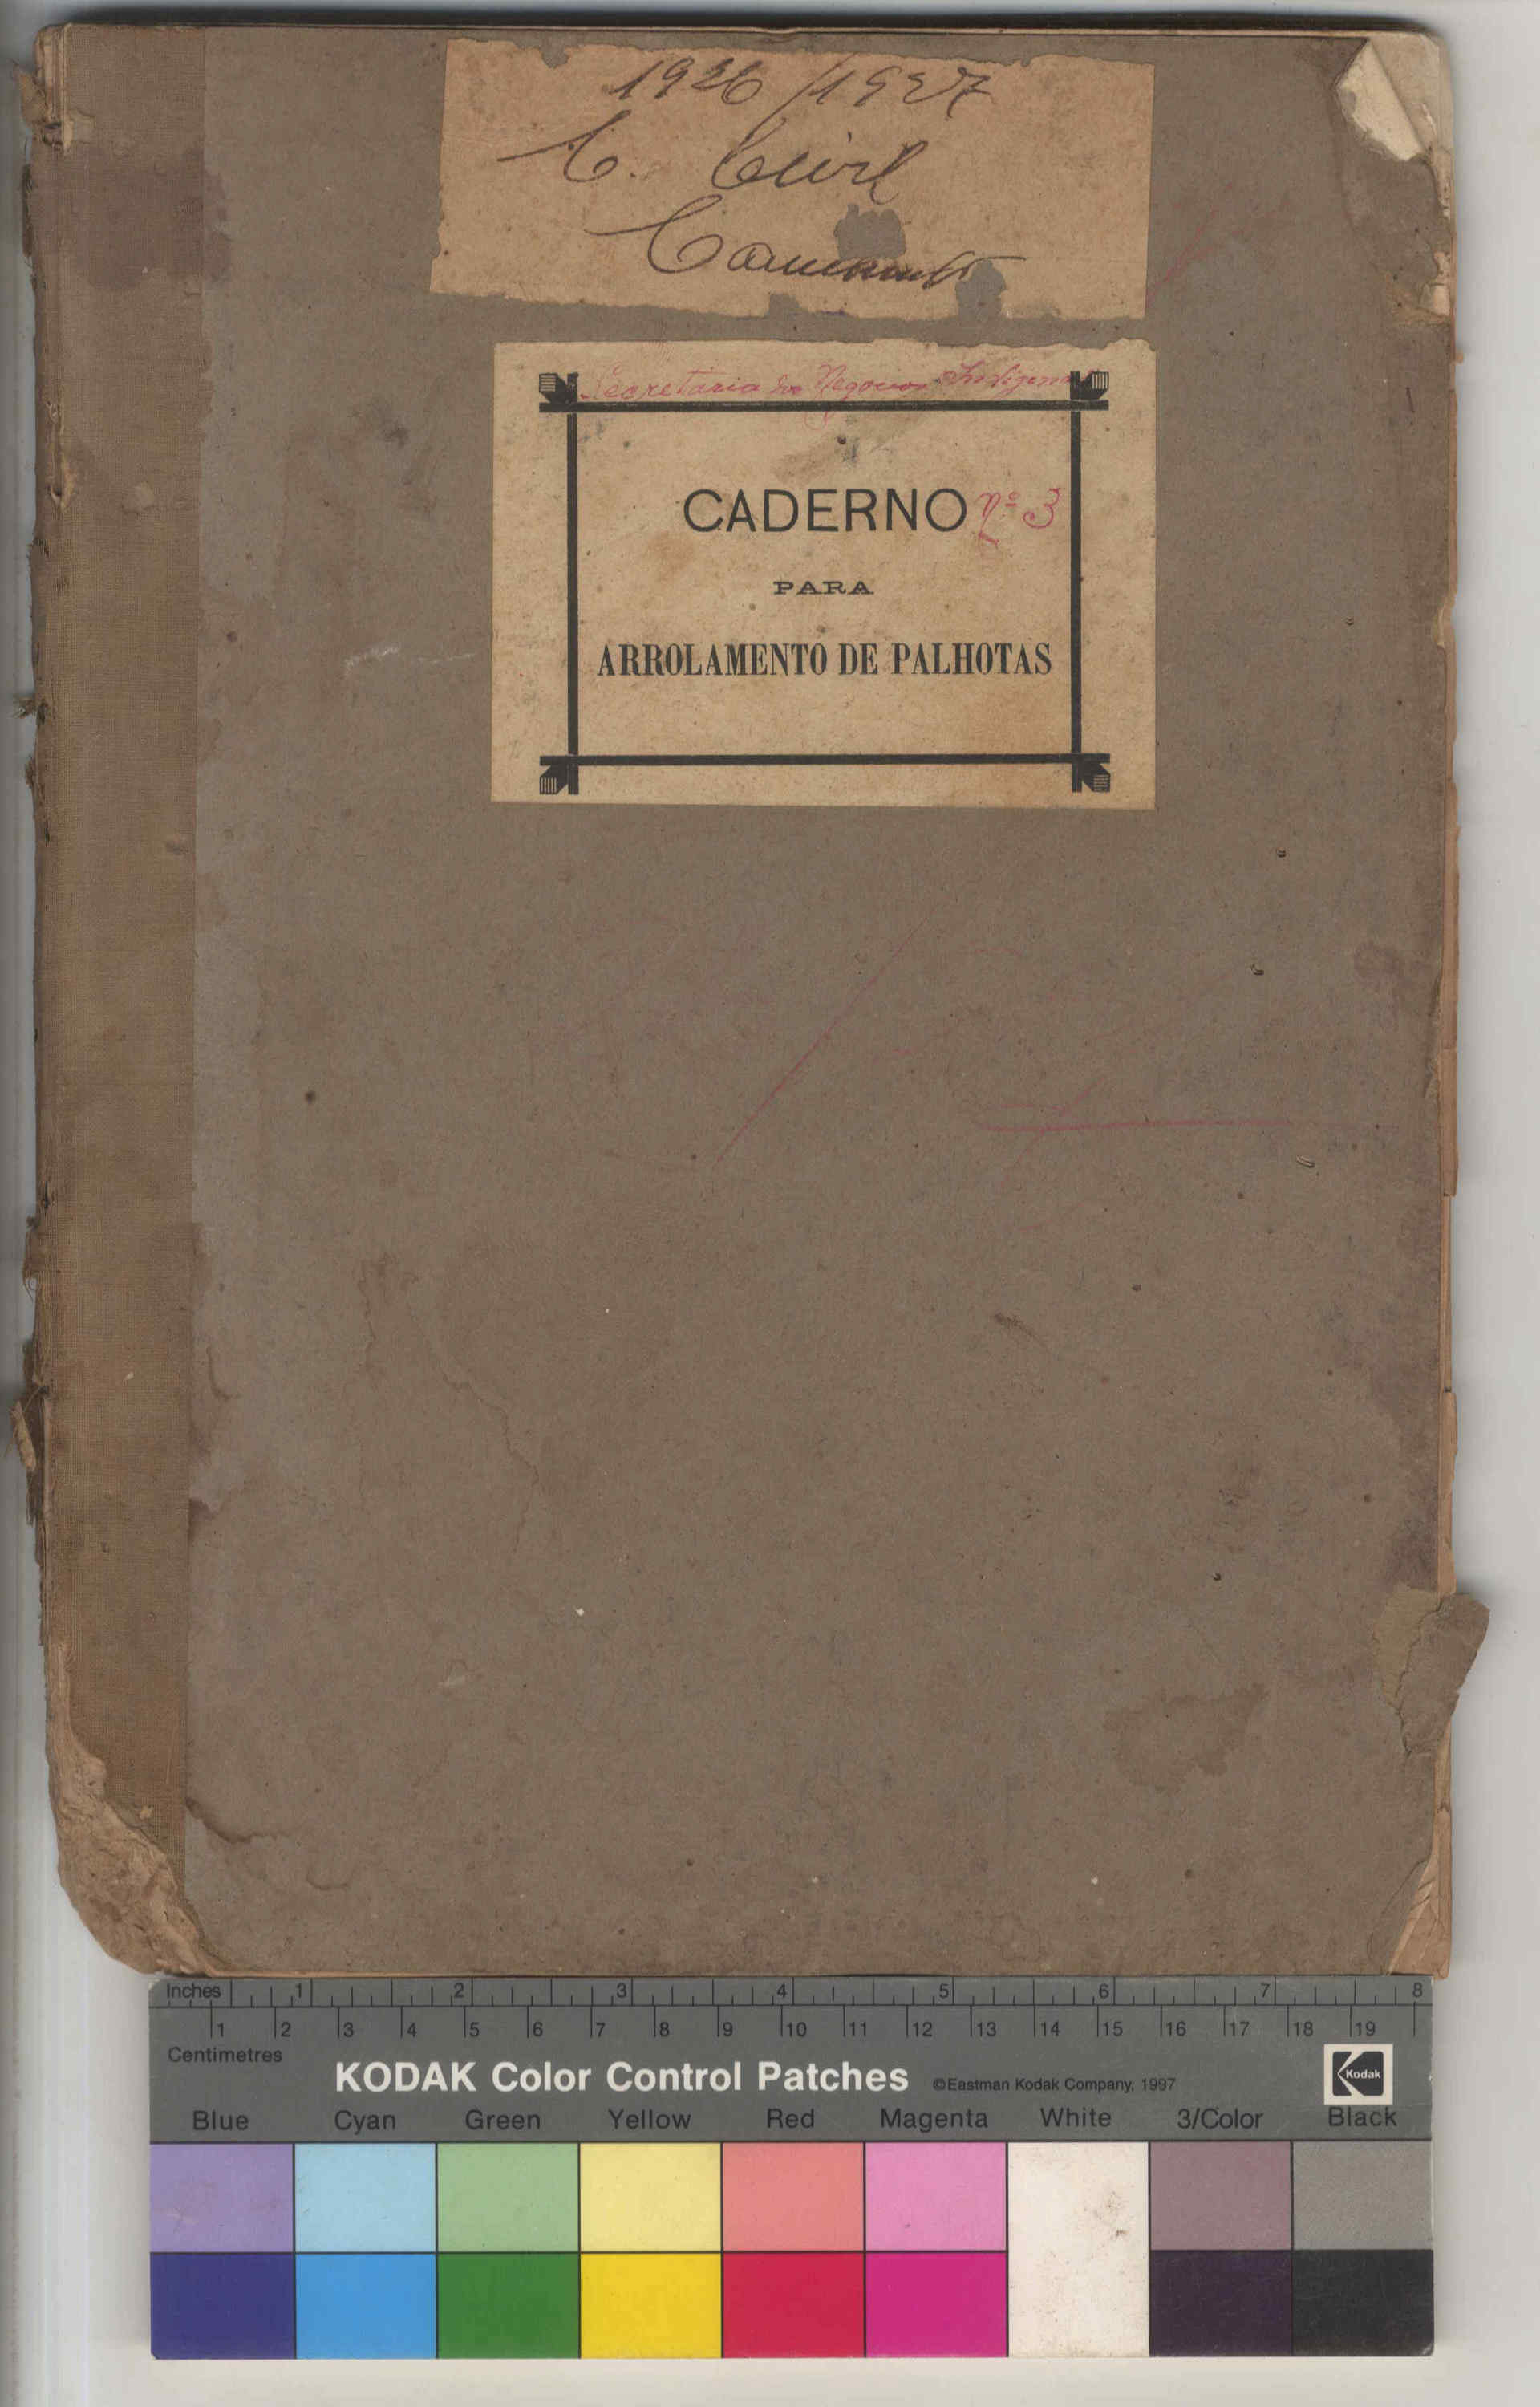 1926/1927
C. Civil
Secretaria dos Negocios Indigenas
CADERNO nº 3
PARA
ARROLAMENTO DE PALHOTAS
Inches 1 2 3 4 5 6 7 8
1 2 3 4 5 6 7 8 9 10 11 12 13 14 15 16 17 18 19
Centimetres
KODAK Color Control Patches ©Eastman Kodak Company, 1997 Kodak
Blue Cyan Green Yellow Red Magenta White 3/Color Black